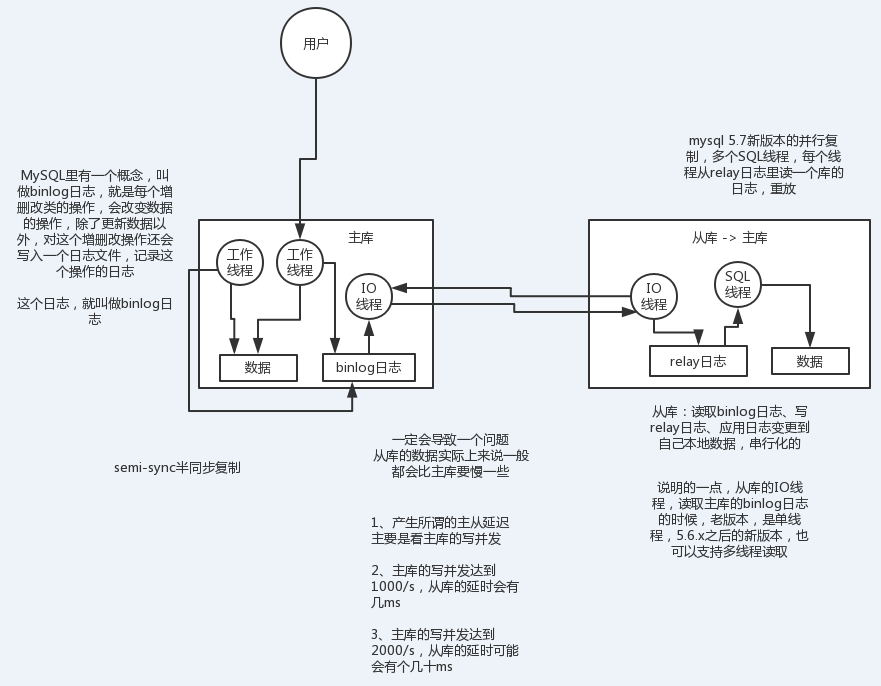 用户
MySQL里有一个概念，叫
做binlog日志，就是每个增
删改类的操作，会改变数据
的操作，除了更新数据以
外，对这个增删改操作还会
写入一个日志文件，记录这
个操作的日志
这个日志，就叫做binlog日
志
mysql 5.7新版本的并行复
制，多个SQL线程，每个线
程从relay日志里读一个库的
日志，重放
主库
工作
线程
工作
线程
IO
线程
数据
binlog日志
从库 -> 主库
IO
线程
SQL
线程
relay日志
数据
semi-sync半同步复制
一定会导致一个问题
从库的数据实际上来说一般
都会比主库要慢一些
1、产生所谓的主从延迟
主要是看主库的写并发
2、主库的写并发达到
1000/s，从库的延时会有
几ms
3、主库的写并发达到
2000/s，从库的延时可能
会有个几十ms
从库：读取binlog日志、写
relay日志、应用日志变更到
自己本地数据，串行化的
说明的一点，从库的IO线
程，读取主库的binlog日志
的时候，老版本，是单线
程，5.6.x之后的新版本，也
可以支持多线程读取